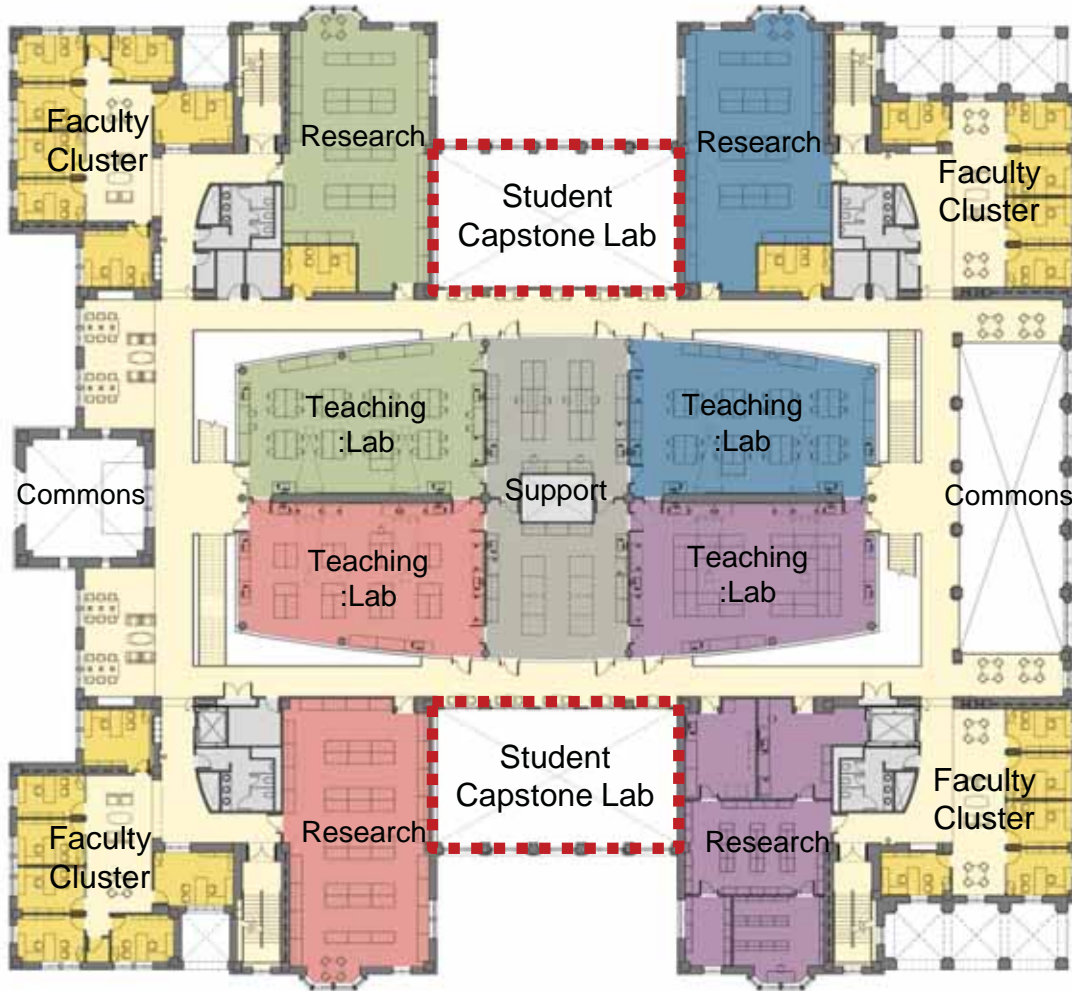 Faculty
Cluster
Research
Student
Capstone Lab
Research
Faculty
Cluster
Teaching
:Lab
Teaching
:Lab
Commons
Support
Commons
Teaching
:Lab
Teaching
:Lab
Faculty
Cluster
Research
Student
Capstone Lab
Research
Faculty
Cluster